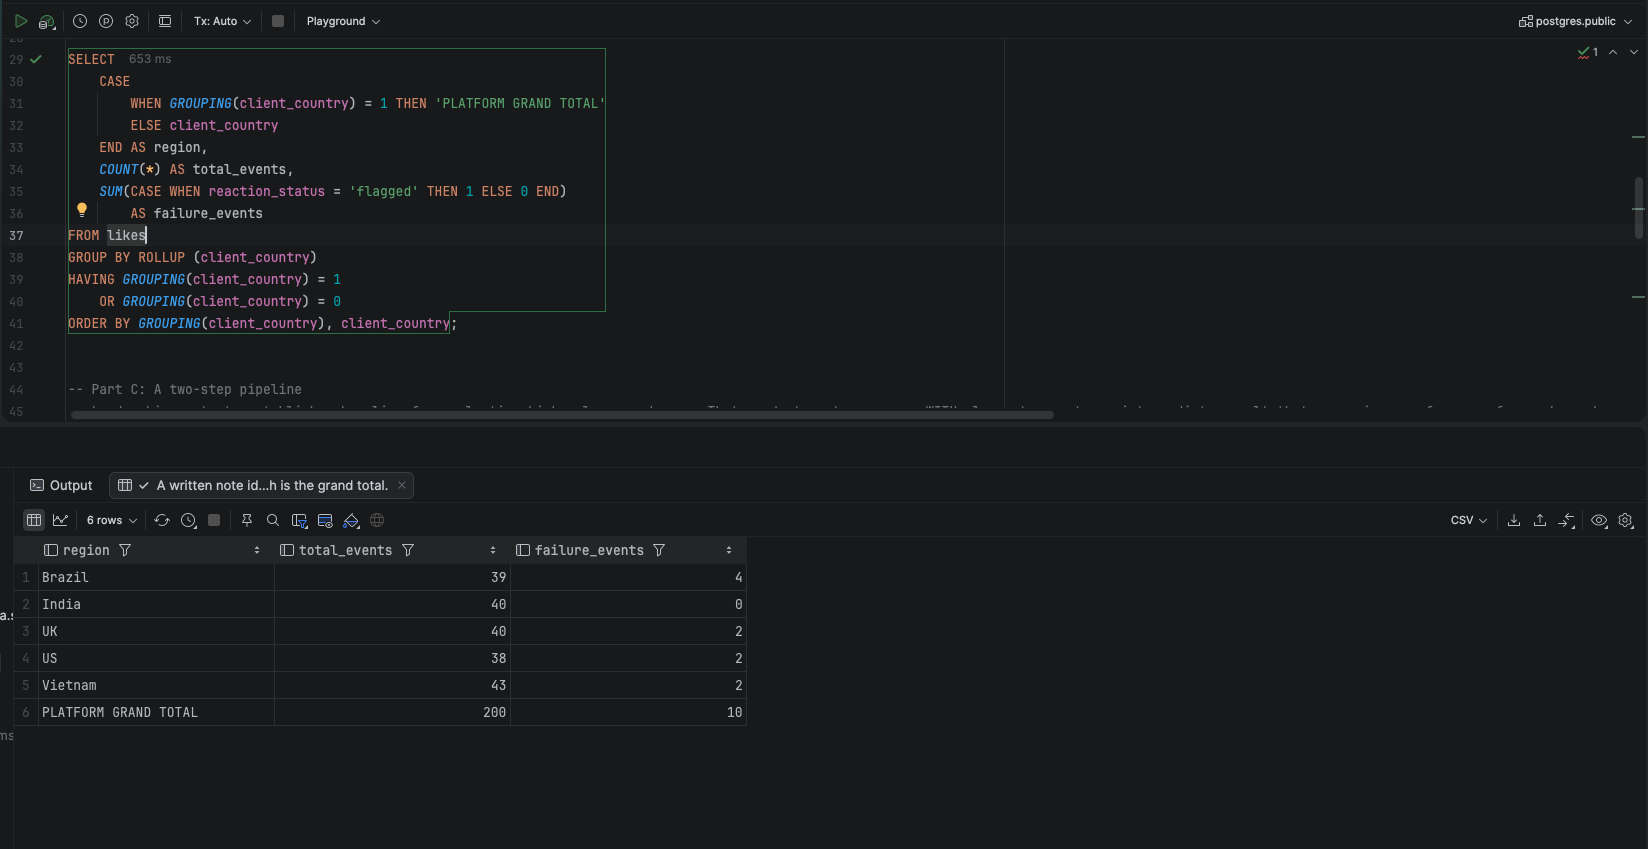 Tx: Auto
Playground
postgres.public
29 SELECT 653 ms
1
30 CASE
31 WHEN GROUPING(client_country) = 1 THEN 'PLATFORM GRAND TOTAL'
32 ELSE client_country
33 END AS region,
34 COUNT(*) AS total_events,
35 SUM(CASE WHEN reaction_status = 'flagged' THEN 1 ELSE 0 END)
36 AS failure_events
37 FROM likes
38 GROUP BY ROLLUP (client_country)
39 HAVING GROUPING(client_country) = 1
40 OR GROUPING(client_country) = 0
41 ORDER BY GROUPING(client_country), client_country;
42
43
44 -- Part C: A two-step pipeline
45
Output
A written note id...h is the grand total.
6 rows
CSV
region total_events failure_events
1 Brazil 39 4
2 India 40 0
3 UK 40 2
4 US 38 2
5 Vietnam 43 2
6 PLATFORM GRAND TOTAL 200 10
a.s
ms